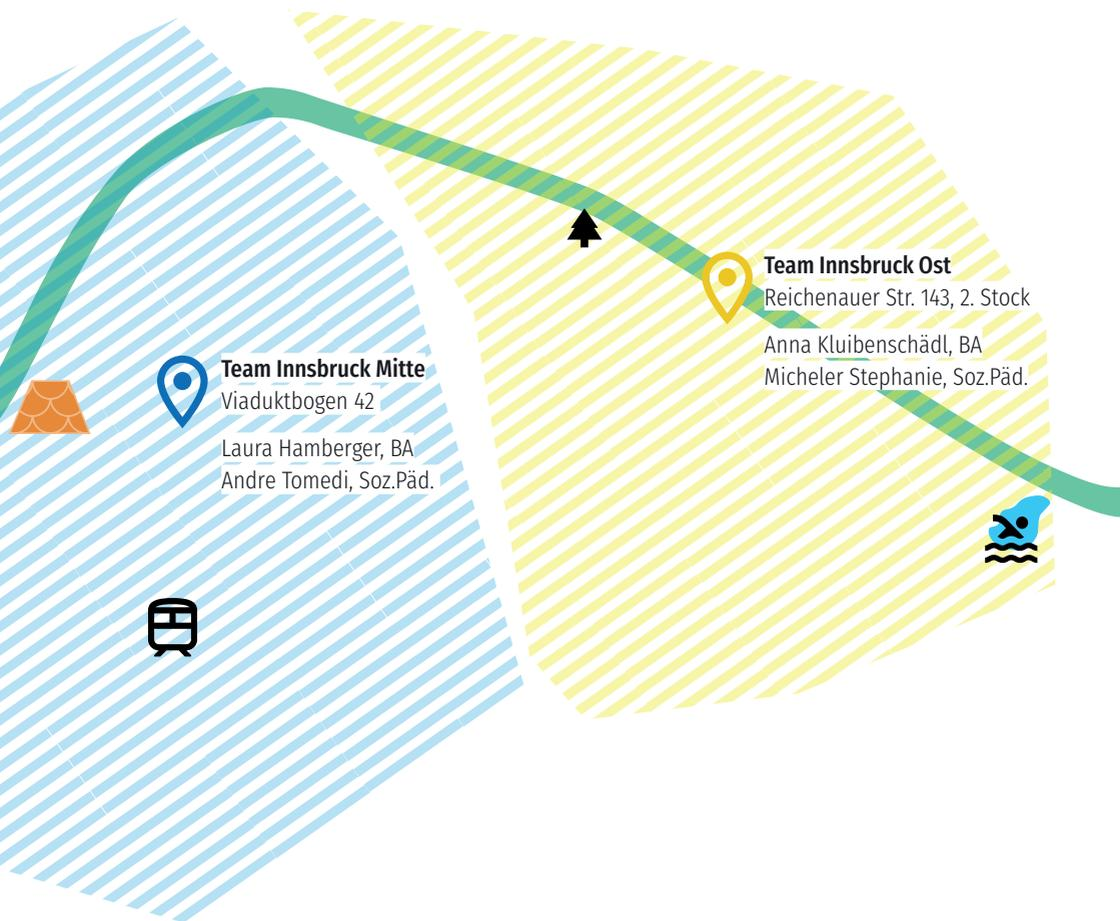 Team Innsbruck Ost
Reichenauer Str. 143, 2. Stock
Anna Kluibenschädl, BA
Micheler Stephanie, Soz.Päd.
Team Innsbruck Mitte
Viaduktbogen 42
Laura Hamberger, BA
Andre Tomedi, Soz.Päd.